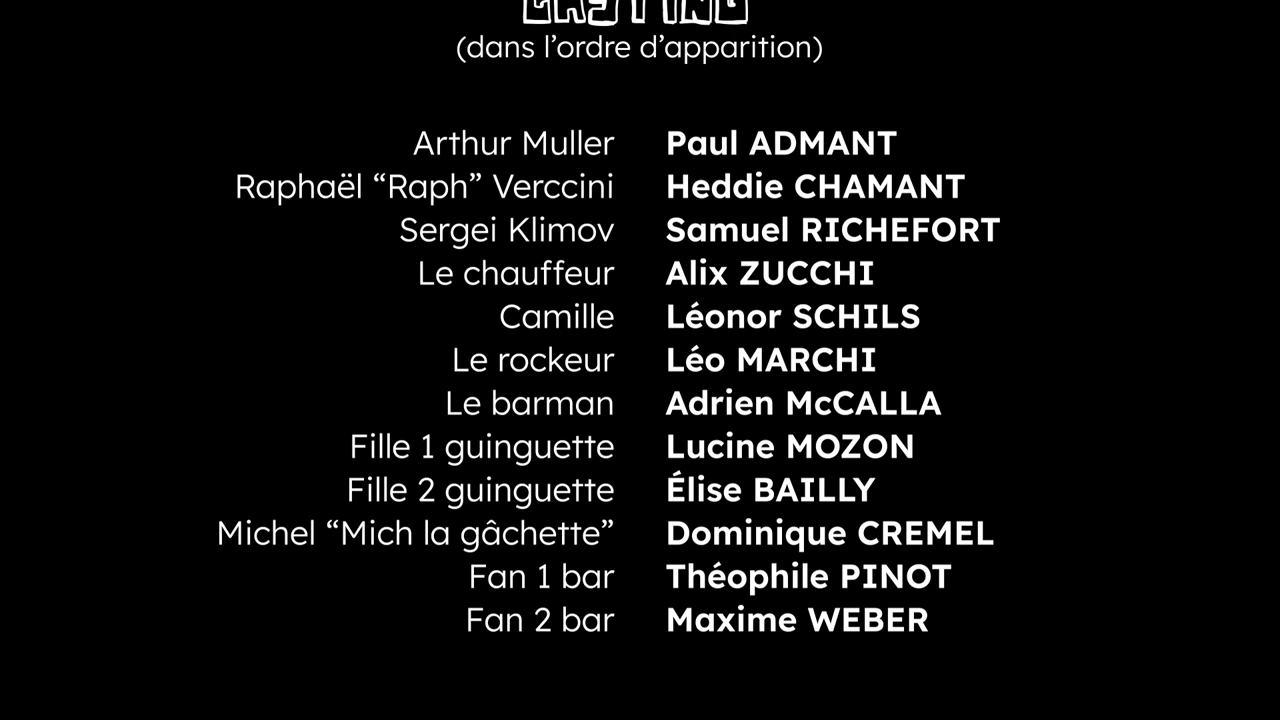 CASTING
(dans l’ordre d’apparition)
Arthur Muller Paul ADMANT
Raphaël “Raph” Verccini Heddie CHAMANT
Sergei Klimov Samuel RICHEFORT
Le chauffeur Alix ZUCCHI
Camille Léonor SCHILS
Le rockeur Léo MARCHI
Le barman Adrien McCALLA
Fille 1 guinguette Lucine MOZON
Fille 2 guinguette Élise BAILLY
Michel “Mich la gâchette” Dominique CREMEL
Fan 1 bar Théophile PINOT
Fan 2 bar Maxime WEBER